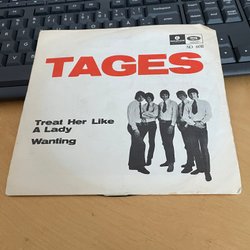 TAGES
Treat Her Like
A Lady
Wanting